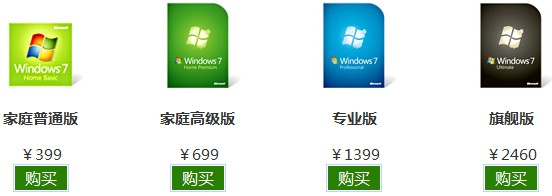 Windows 7
Home Basic
Windows 7
Home Premium
Windows 7
Professional
Windows 7
Ultimate
家庭普通版
家庭高级版
专业版
旗舰版
￥399
￥699
￥1399
￥2460
购买
购买
购买
购买